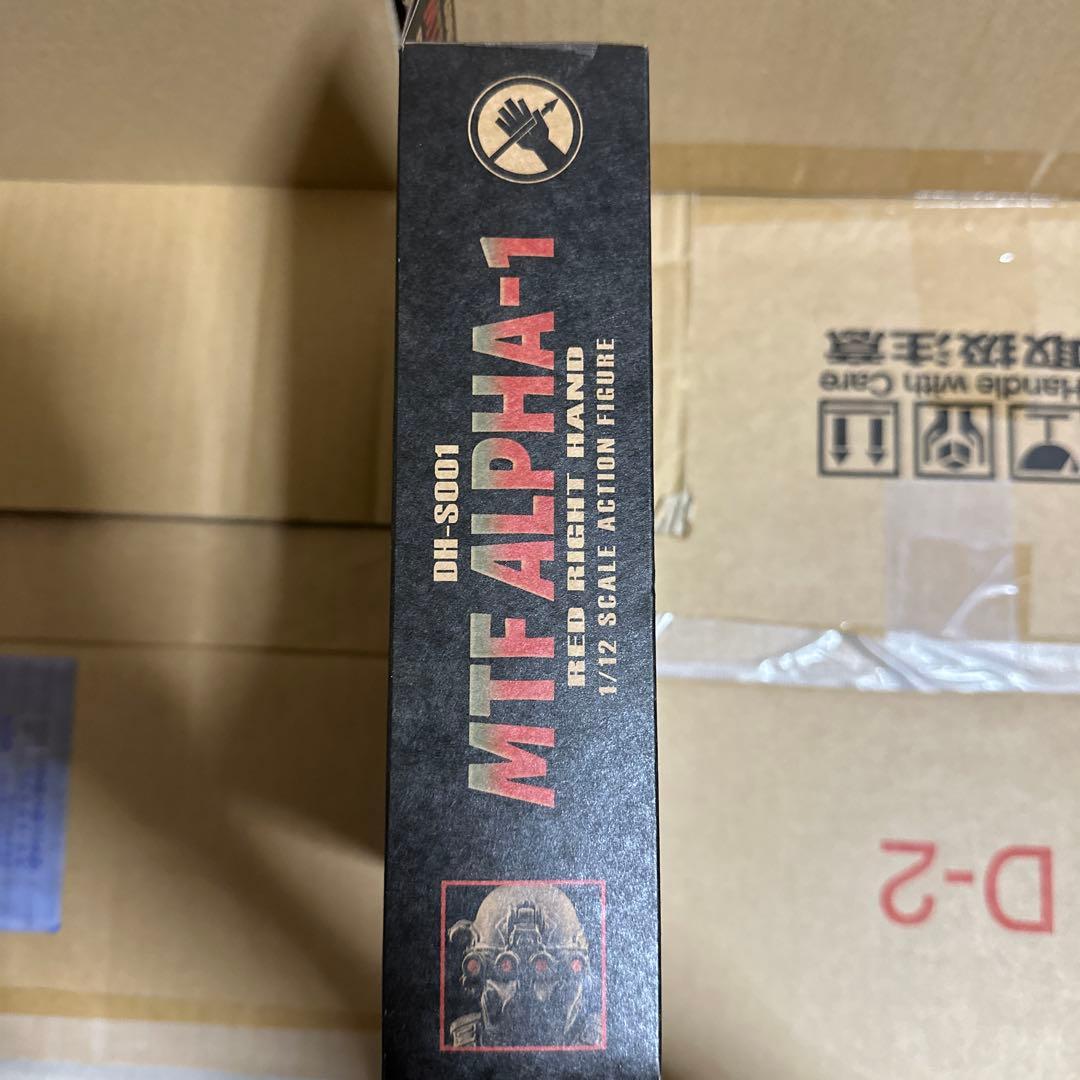 DH-S001
MTF ALPHA-1
RED RIGHT HAND
1/12 SCALE ACTION FIGURE
取扱注意
Handle with Care
D-2